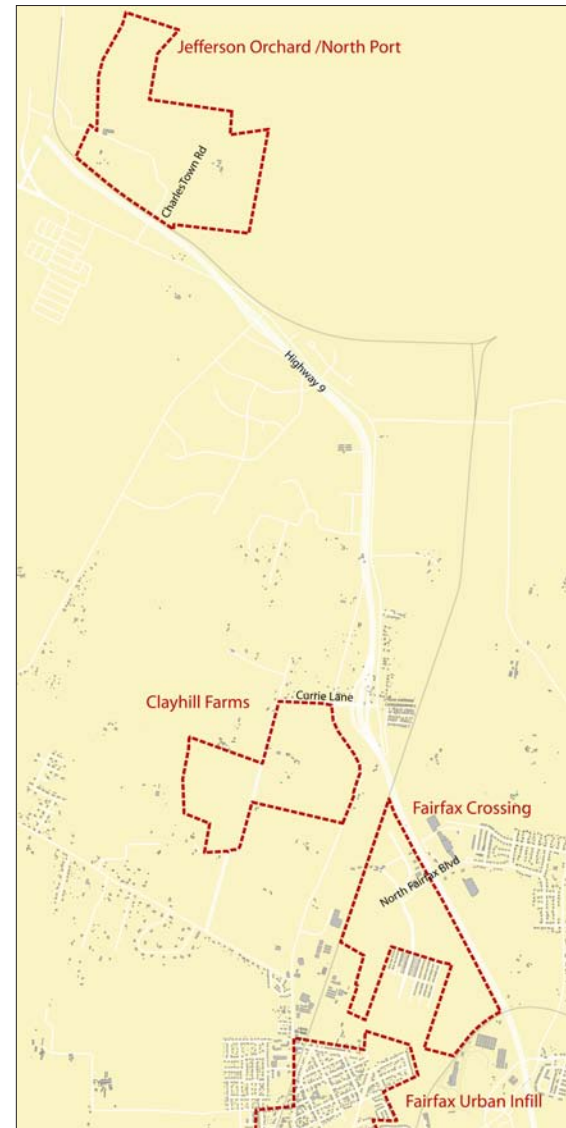 Jefferson Orchard /North Port
CharlesTown Rd
Highway 9
Currie Lane
Clayhill Farms
Fairfax Crossing
North Fairfax Blvd
Fairfax Urban Infill